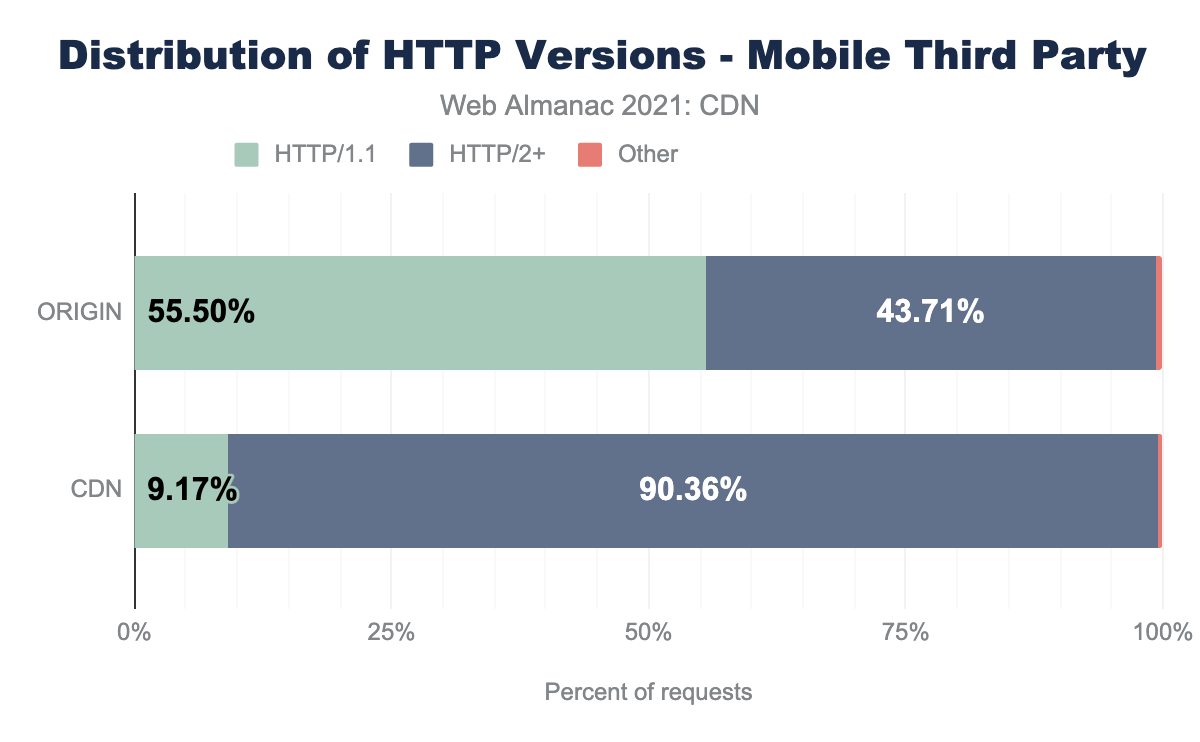 Distribution of HTTP Versions - Mobile Third Party
Web Almanac 2021: CDN
HTTP/1.1 HTTP/2+ Other
ORIGIN 55.50% 43.71%
CDN 9.17% 90.36%
0% 25% 50% 75% 100%
Percent of requests